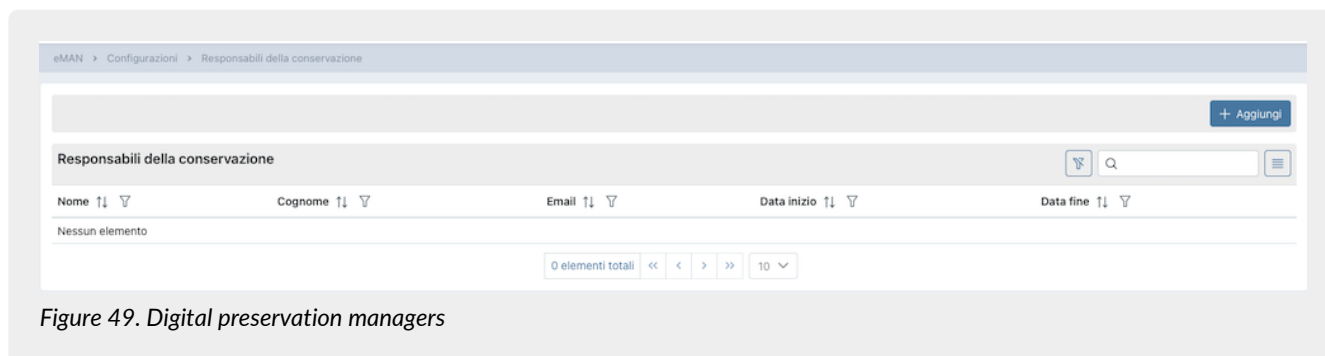 eMAN > Configurazioni > Responsabili della conservazione
+ Aggiungi
Responsabili della conservazione
Nome Cognome Email Data inizio Data fine
Nessun elemento
0 elementi totali << < > >> 10
Figure 49. Digital preservation managers